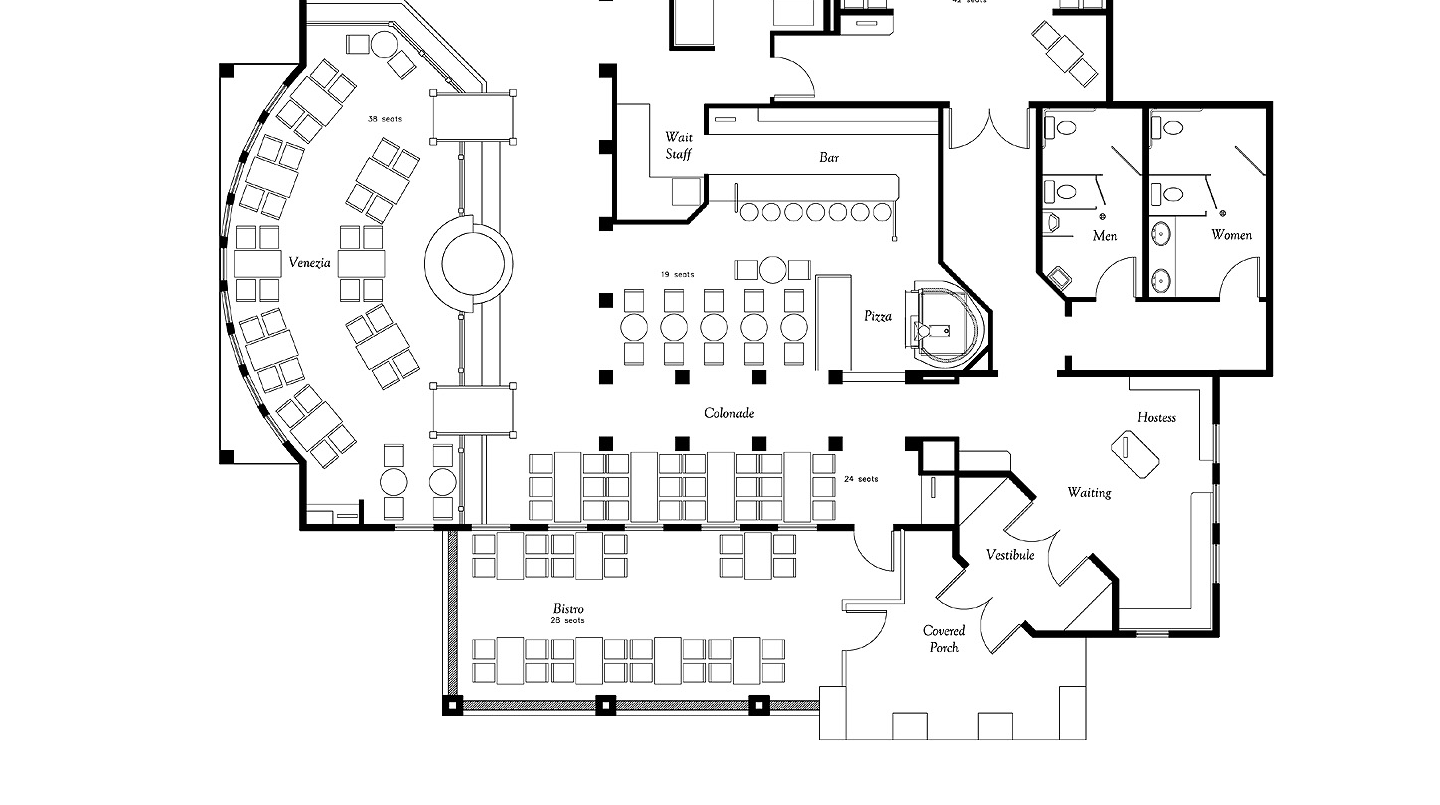 42 seats
38 seats
Wait
Staff
Bar
Men
Women
Venezia
19 seats
Pizza
Colonade
Hostess
24 seats
Waiting
Vestibule
Bistro
28 seats
Covered
Porch